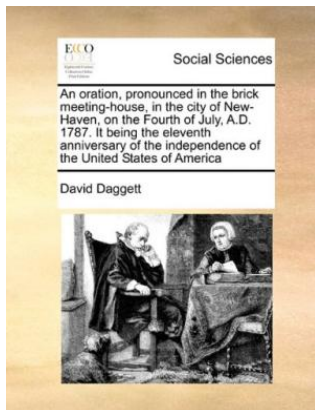 ECCO
Social Sciences
An oration, pronounced in the brick
meeting-house, in the city of New-
Haven, on the Fourth of July, A.D.
1787. It being the eleventh
anniversary of the independence of
the United States of America
David Daggett